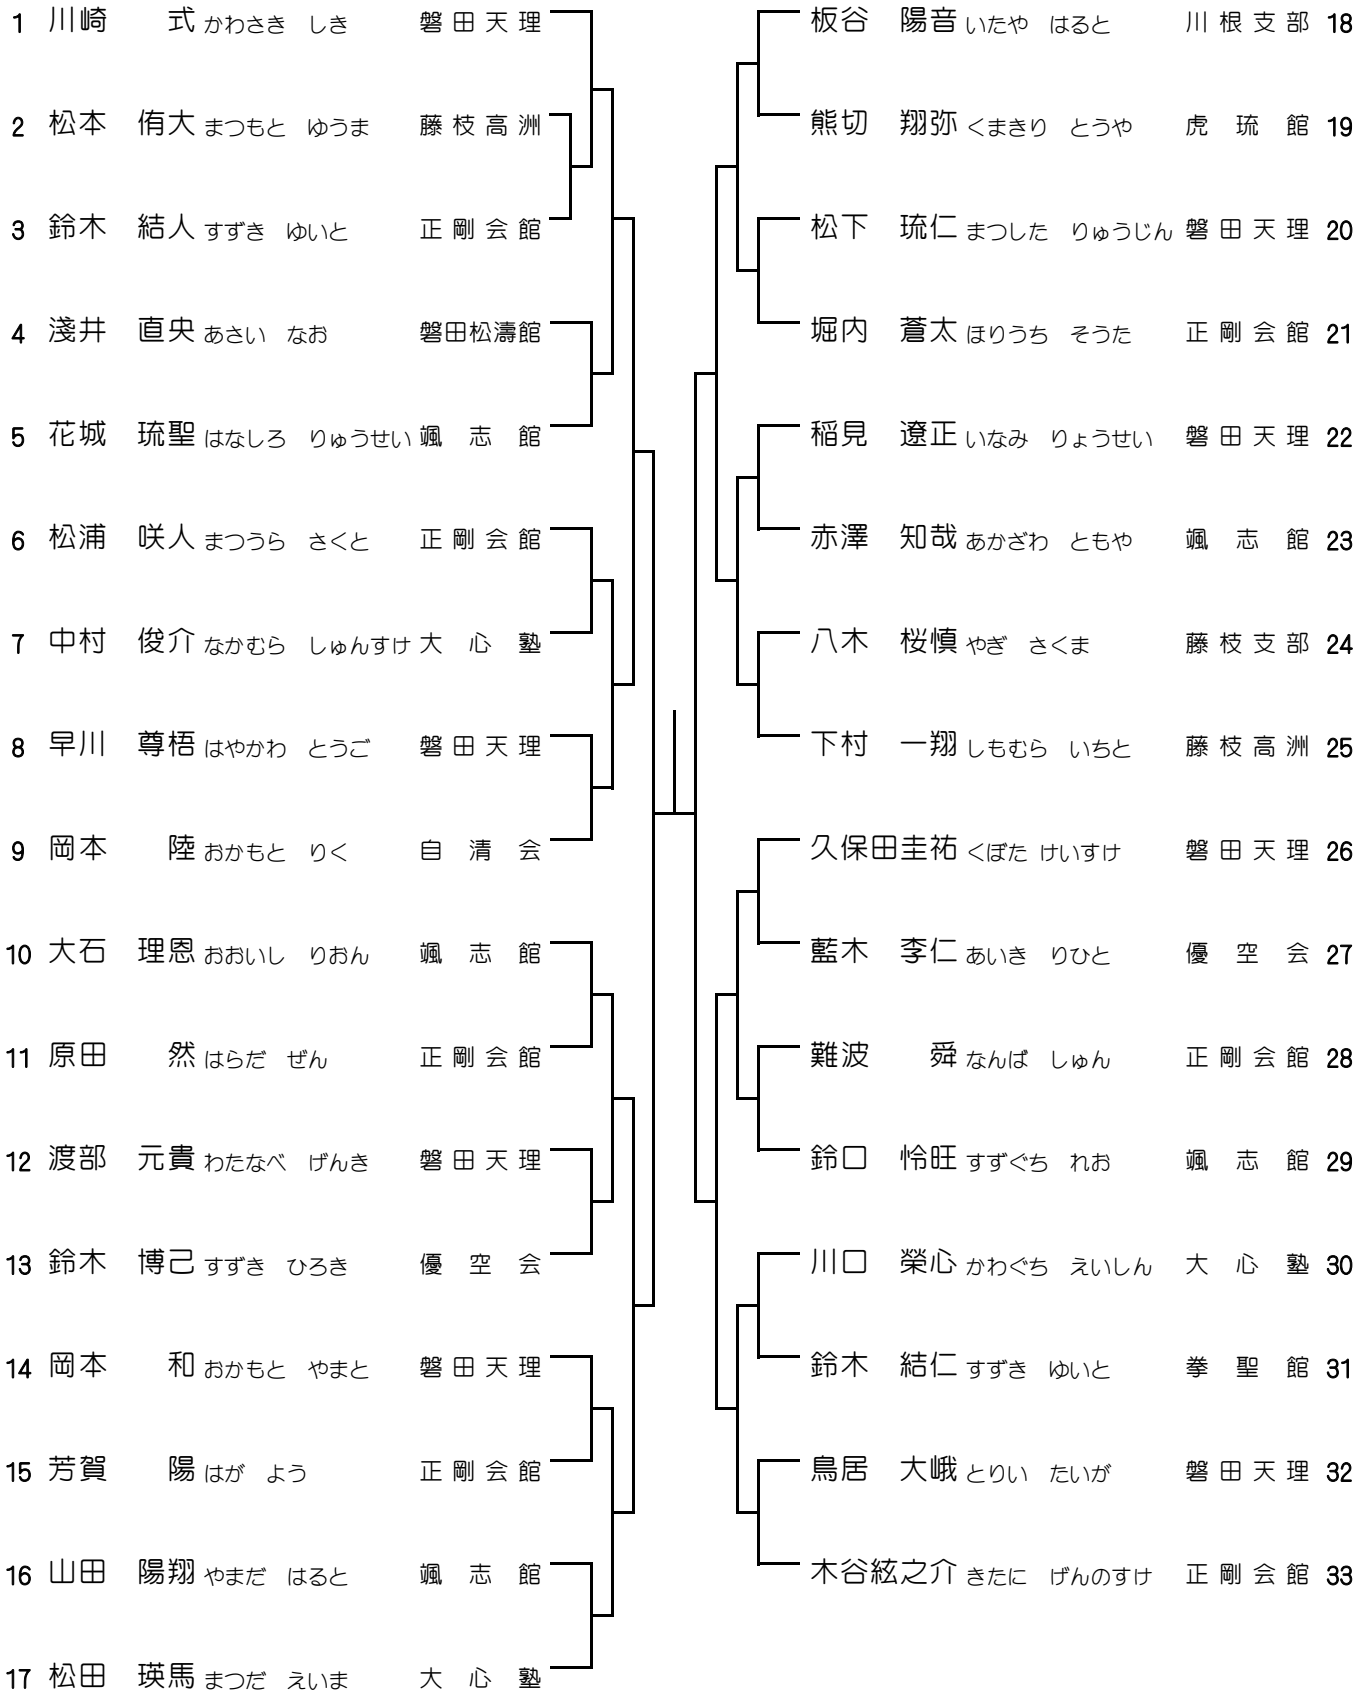 1 川崎　　式 かわさき しき 磐田天理
2 松本　侑大 まつもと ゆうま 藤枝高洲
3 鈴木　結人 すずき ゆいと 正剛会館
4 淺井　直央 あさい なお 磐田松濤館
5 花城　琉聖 はなしろ りゅうせい 颯志館
6 松浦　咲人 まつうら さくと 正剛会館
7 中村　俊介 なかむら しゅんすけ 大心塾
8 早川　尊梧 はやかわ とうご 磐田天理
9 岡本　　陸 おかもと りく 自清会
10 大石　理恩 おおいし りおん 颯志館
11 原田　　然 はらだ ぜん 正剛会館
12 渡部　元貴 わたなべ げんき 磐田天理
13 鈴木　博己 すずき ひろき 優空会
14 岡本　　和 おかもと やまと 磐田天理
15 芳賀　　陽 はが よう 正剛会館
16 山田　陽翔 やまだ はると 颯志館
17 松田　瑛馬 まつだ えいま 大心塾
板谷　陽音 いたや はると 川根支部 18
熊切　翔弥 くまきり とうや 虎琉館 19
松下　琉仁 まつした りゅうじん 磐田天理 20
堀内　蒼太 ほりうち そうた 正剛会館 21
稲見　遼正 いなみ りょうせい 磐田天理 22
赤澤　知哉 あかざわ ともや 颯志館 23
八木　桜慎 やぎ さくま 藤枝支部 24
下村　一翔 しもむら いちと 藤枝高洲 25
久保田圭祐 くぼた けいすけ 磐田天理 26
藍木　李仁 あいき りひと 優空会 27
難波　　舜 なんば しゅん 正剛会館 28
鈴口　怜旺 すずぐち れお 颯志館 29
川口　榮心 かわぐち えいしん 大心塾 30
鈴木　結仁 すずき ゆいと 拳聖館 31
鳥居　大峨 とりい たいが 磐田天理 32
木谷絃之介 きたに げんのすけ 正剛会館 33